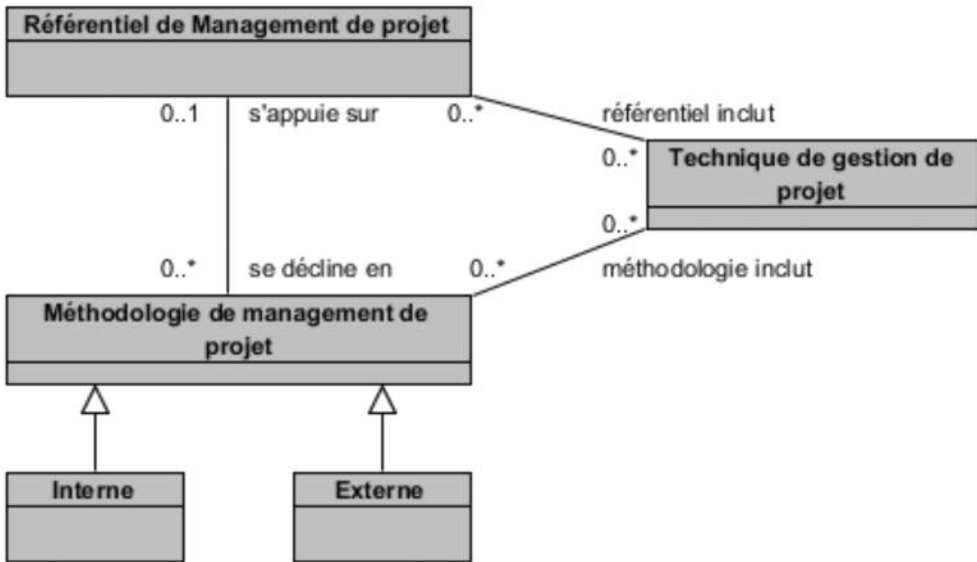 Référentiel de Management de projet
0..1
s'appuie sur
0..*
référentiel inclut
0..*
Technique de gestion de
projet
0..*
0..*
se décline en
0..*
méthodologie inclut
Méthodologie de management de
projet
Interne
Externe